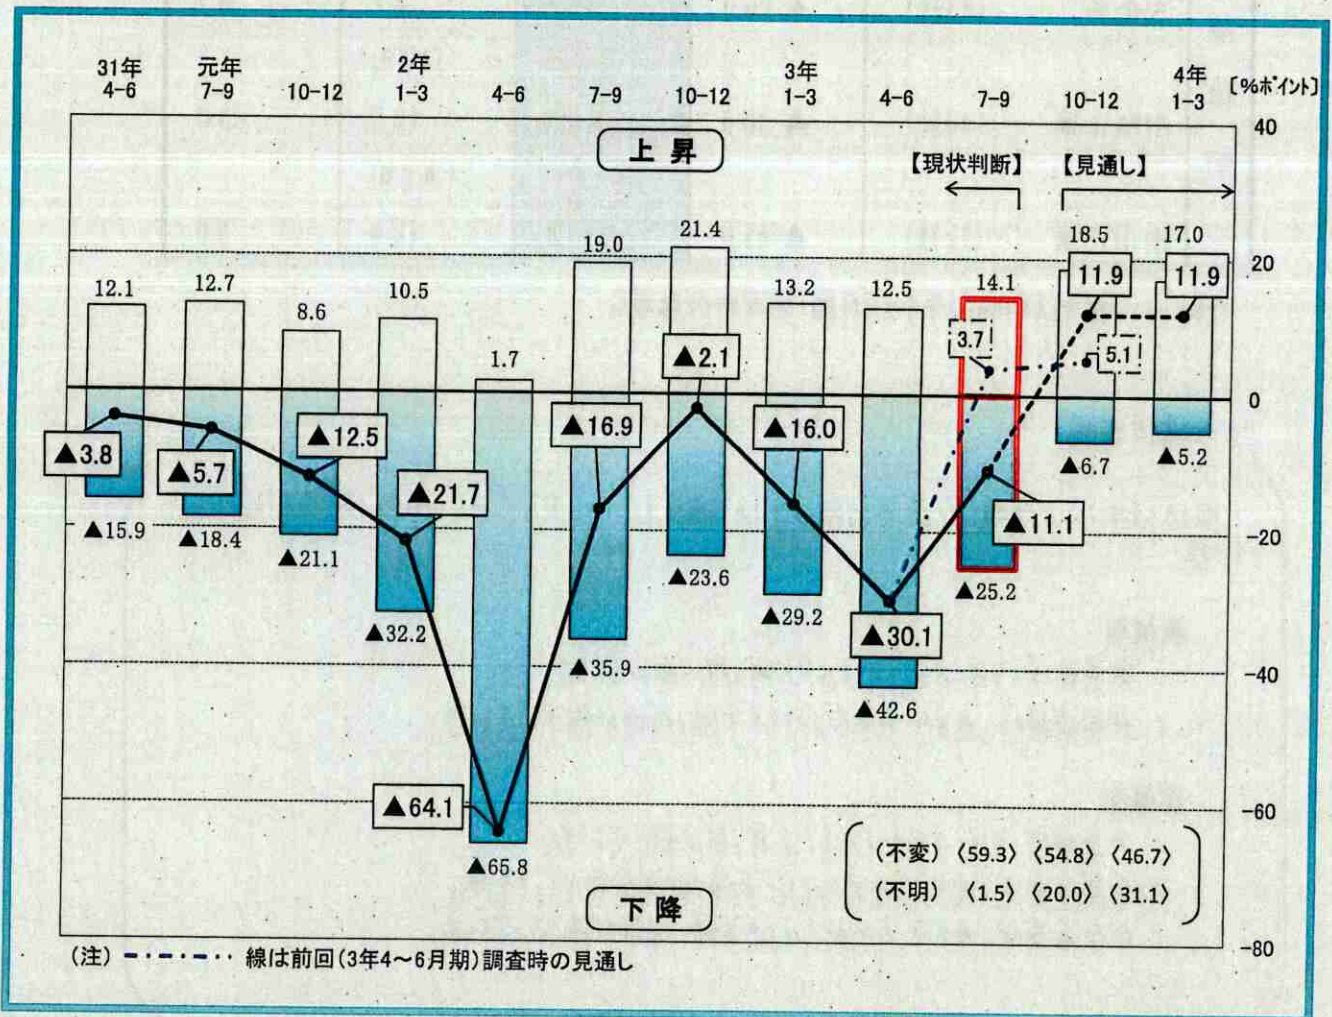 31年 元年 2年 3年 4年
4-6 7-9 10-12 1-3 4-6 7-9 10-12 1-3 4-6 7-9 10-12 1-3
〔%ポイント〕
40
上昇
【現状判断】 【見通し】
12.1 12.7 8.6 10.5 1.7 19.0 21.4 13.2 12.5 14.1 18.5 17.0
20
11.9 11.9
3.7 5.1
0
▲3.8 ▲5.7 ▲12.5 ▲21.7 ▲64.1 ▲16.9 ▲2.1 ▲16.0 ▲30.1 ▲11.1
▲15.9 ▲18.4 ▲21.1 ▲32.2 ▲65.8 ▲35.9 ▲23.6 ▲29.2 ▲42.6 ▲25.2 ▲6.7 ▲5.2
-20
-40
-60
(不変) 〈59.3〉 〈54.8〉 〈46.7〉
(不明) 〈1.5〉 〈20.0〉 〈31.1〉
下降
-80
(注) 線は前回(3年4~6月期)調査時の見通し